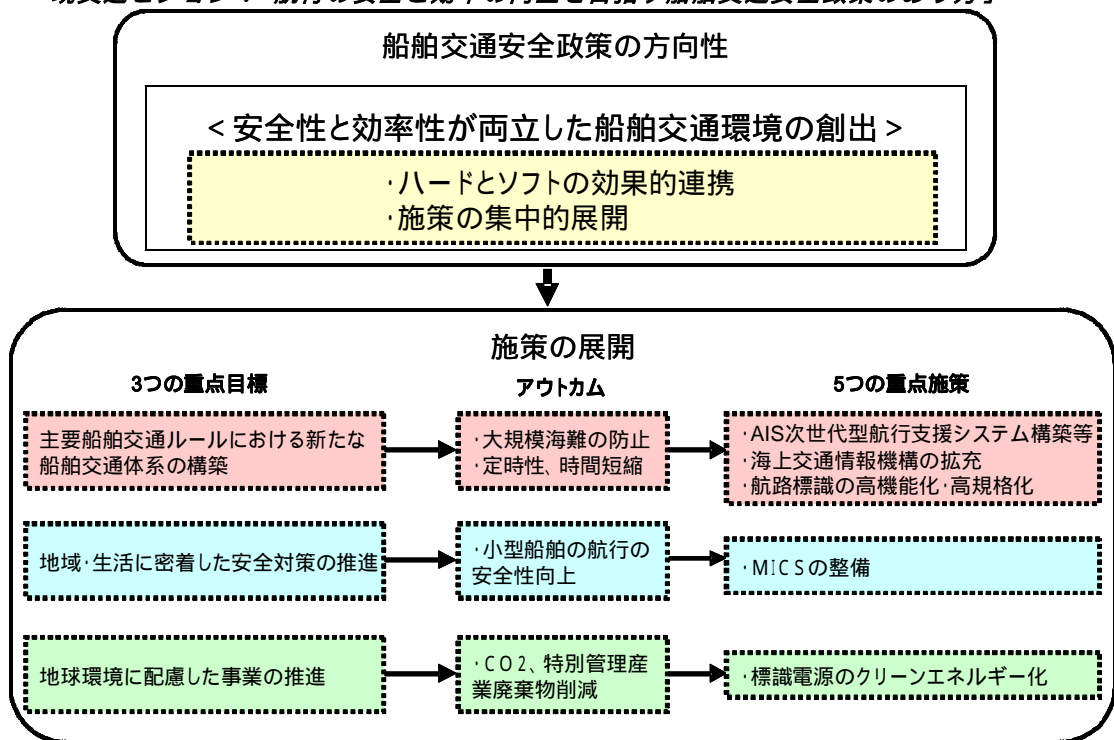 船舶交通安全政策の方向性
<安全性と効率性が両立した船舶交通環境の創出>
・ハードとソフトの効果的連携
・施策の集中的展開
施策の展開
3つの重点目標
アウトカム
5つの重点施策
主要船舶交通ルールにおける新たな
船舶交通体系の構築
・大規模海難の防止
・定時性、時間短縮
・AIS次世代型航行支援システム構築等
・海上交通情報機構の拡充
・航路標識の高機能化・高規格化
地域・生活に密着した安全対策の推進
・小型船舶の航行の
安全性向上
・MICSの整備
地球環境に配慮した事業の推進
・CO2、特別管理産
業廃棄物削減
・標識電源のクリーンエネルギー化